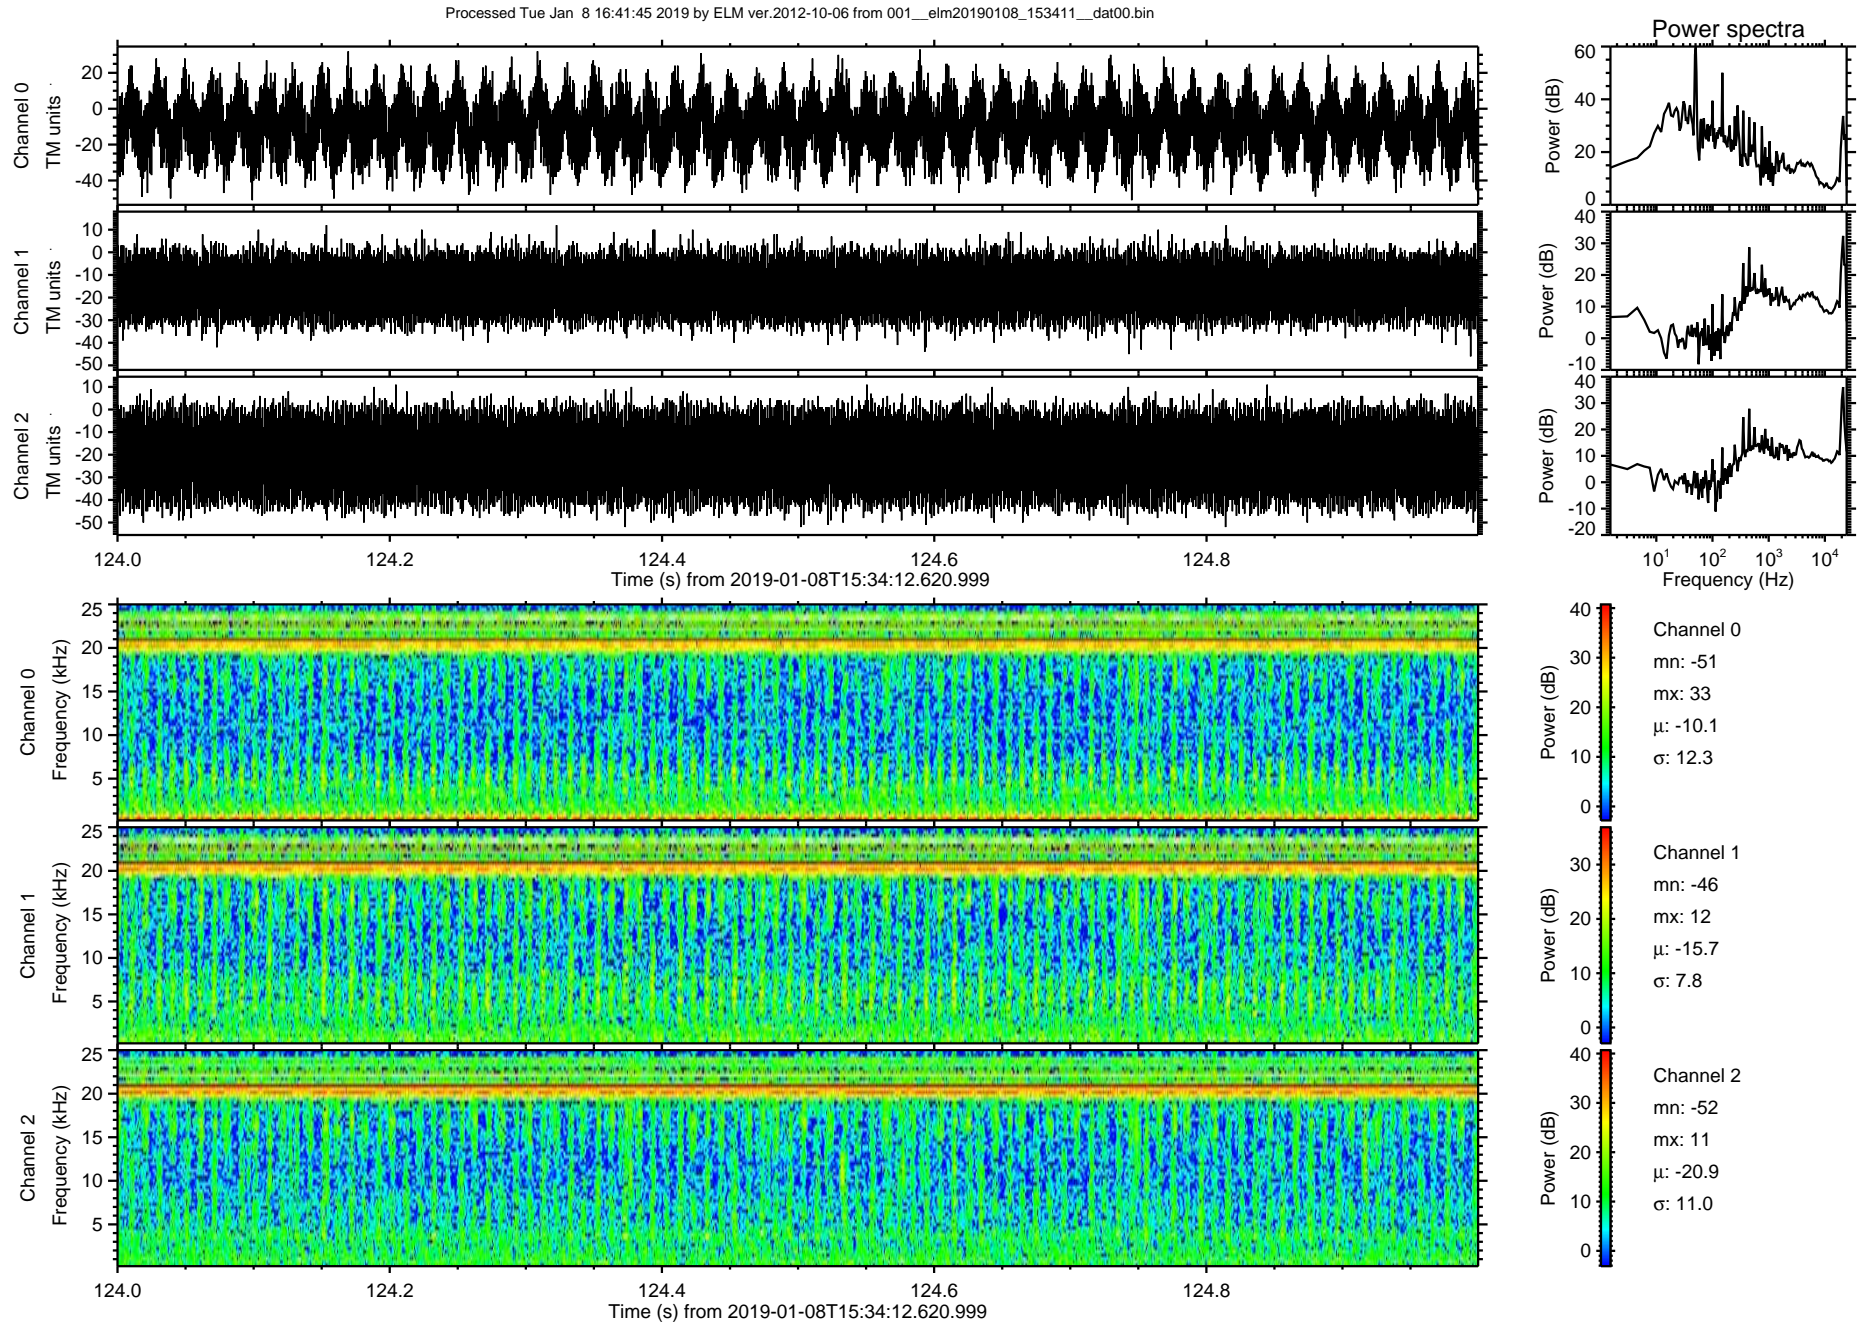 Processed Tue Jan  8 16:41:45 2019 by ELM ver.2012-10-06 from 001__elm20190108_153411__dat00.bin
Power spectra
Channel 0
TM units
20
0
-20
-40
Power (dB)
60
40
20
0
Channel 1
TM units
10
0
-10
-20
-30
-40
-50
Power (dB)
40
30
20
10
0
-10
Channel 2
TM units
10
0
-10
-20
-30
-40
-50
Power (dB)
40
30
20
10
0
-10
-20
124.0 124.2 124.4 124.6 124.8
Time (s) from 2019-01-08T15:34:12.620.999
10^1 10^2 10^3 10^4
Frequency (Hz)
Channel 0
Frequency (kHz)
25
20
15
10
5
Power (dB)
40
30
20
10
0
Channel 0
mn: -51
mx: 33
μ: -10.1
σ: 12.3
Channel 1
Frequency (kHz)
25
20
15
10
5
Power (dB)
30
20
10
0
Channel 1
mn: -46
mx: 12
μ: -15.7
σ: 7.8
Channel 2
Frequency (kHz)
25
20
15
10
5
Power (dB)
40
30
20
10
0
Channel 2
mn: -52
mx: 11
μ: -20.9
σ: 11.0
124.0 124.2 124.4 124.6 124.8
Time (s) from 2019-01-08T15:34:12.620.999